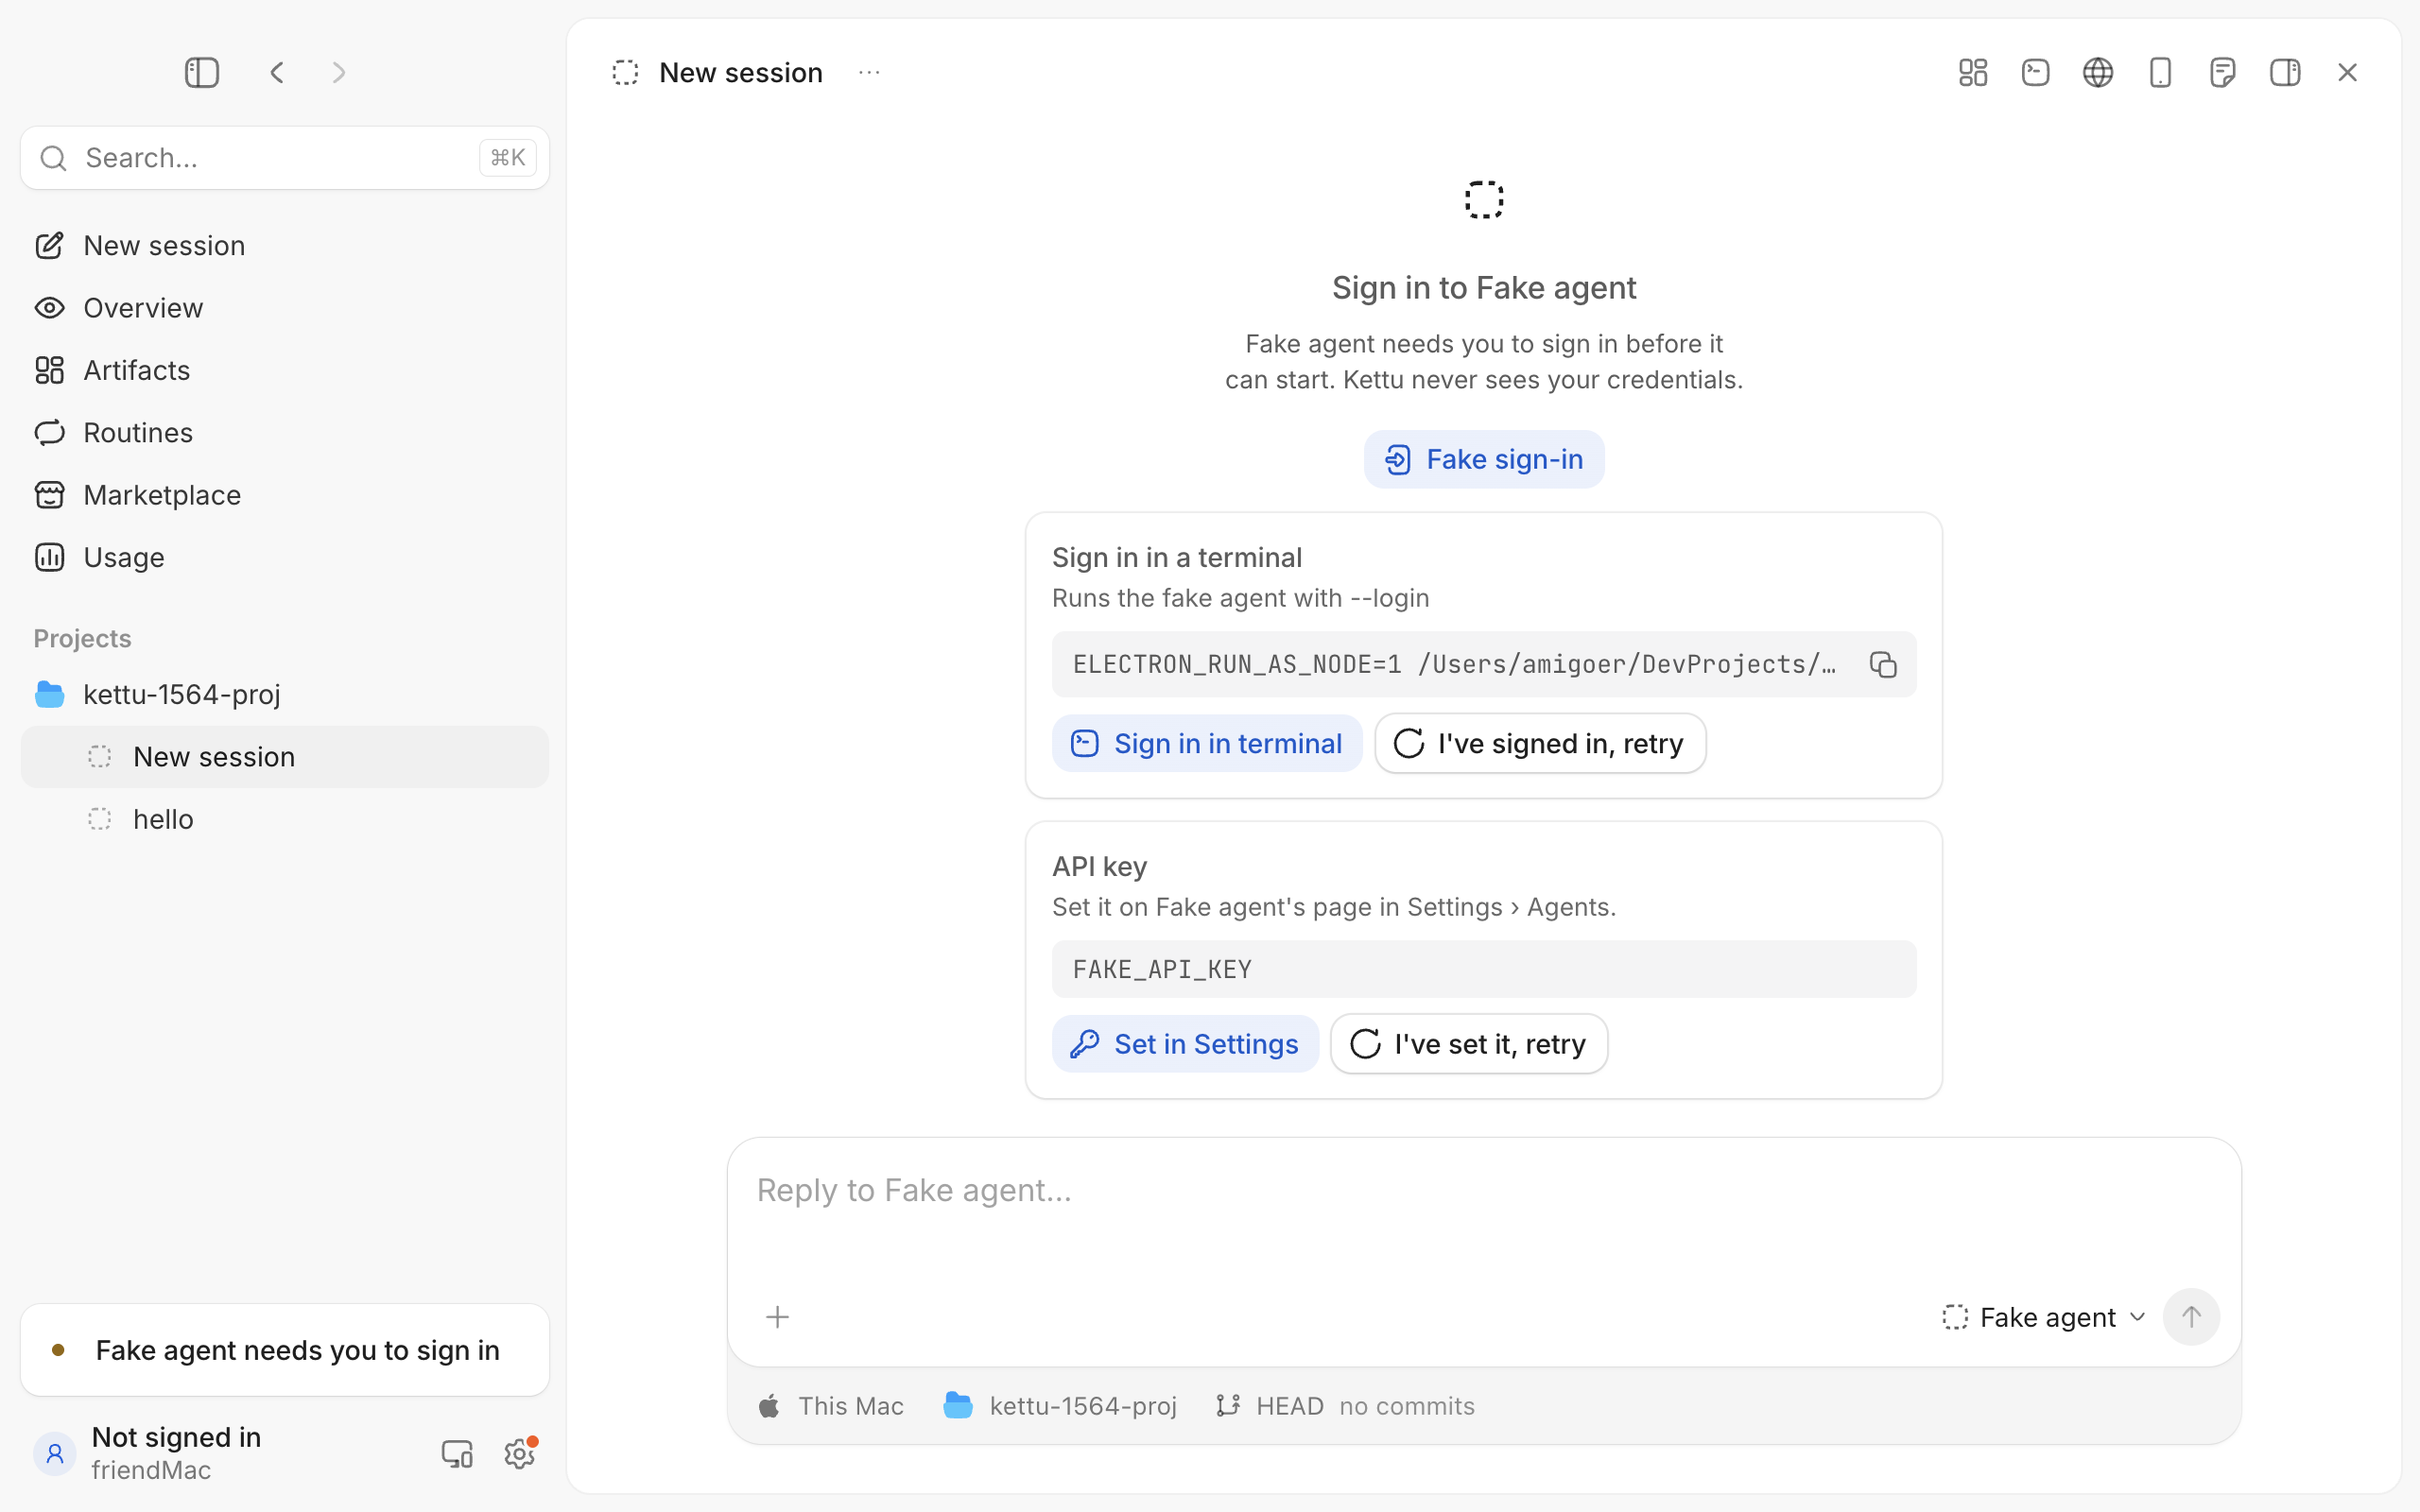 Search...
⌘K
New session
Overview
Artifacts
Routines
Marketplace
Usage
Projects
kettu-1564-proj
New session
hello
Fake agent needs you to sign in
Not signed in
friendMac
New session
Sign in to Fake agent
Fake agent needs you to sign in before it
can start. Kettu never sees your credentials.
Fake sign-in
Sign in in a terminal
Runs the fake agent with --login
ELECTRON_RUN_AS_NODE=1 /Users/amigoer/DevProjects/…
Sign in in terminal
I've signed in, retry
API key
Set it on Fake agent's page in Settings › Agents.
FAKE_API_KEY
Set in Settings
I've set it, retry
Reply to Fake agent...
Fake agent
This Mac
kettu-1564-proj
HEAD no commits